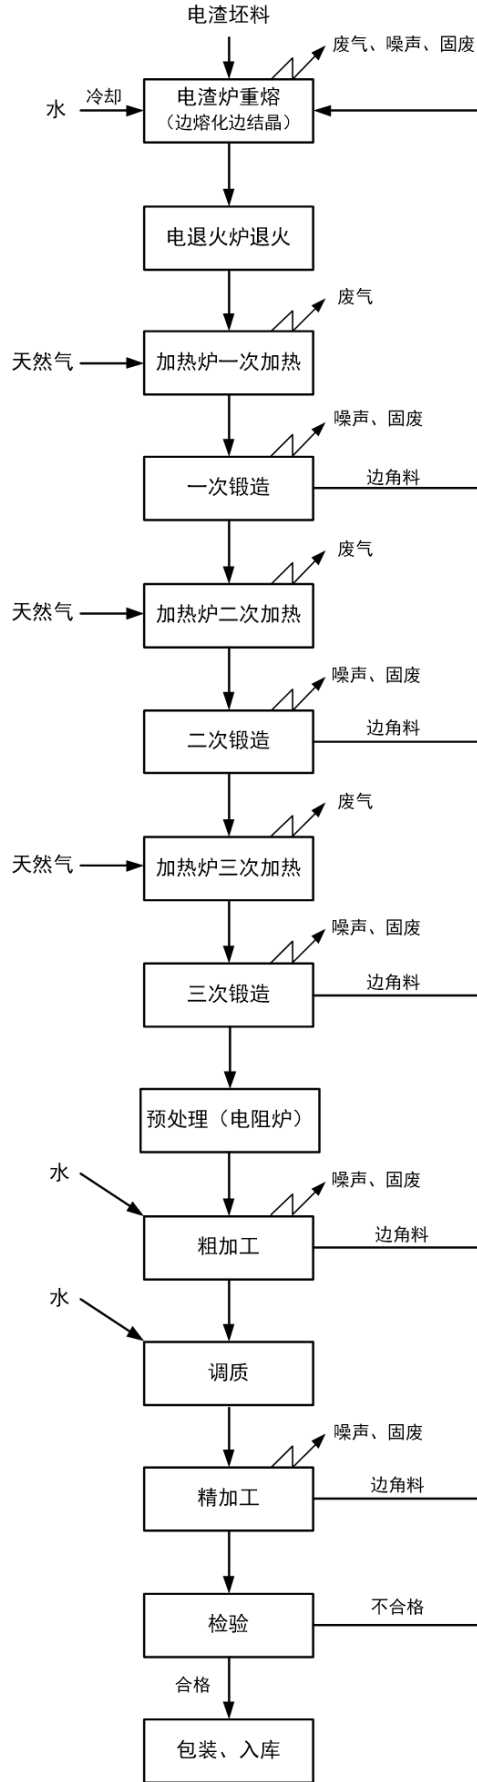 电渣坯料
废气、噪声、固废
水
冷却
电渣炉重熔
（边熔化边结晶）
电退火炉退火
废气
天然气
加热炉一次加热
噪声、固废
一次锻造
边角料
废气
天然气
加热炉二次加热
噪声、固废
二次锻造
边角料
废气
天然气
加热炉三次加热
噪声、固废
三次锻造
边角料
预处理（电阻炉）
水
噪声、固废
粗加工
边角料
水
调质
噪声、固废
精加工
边角料
检验
不合格
合格
包装、入库